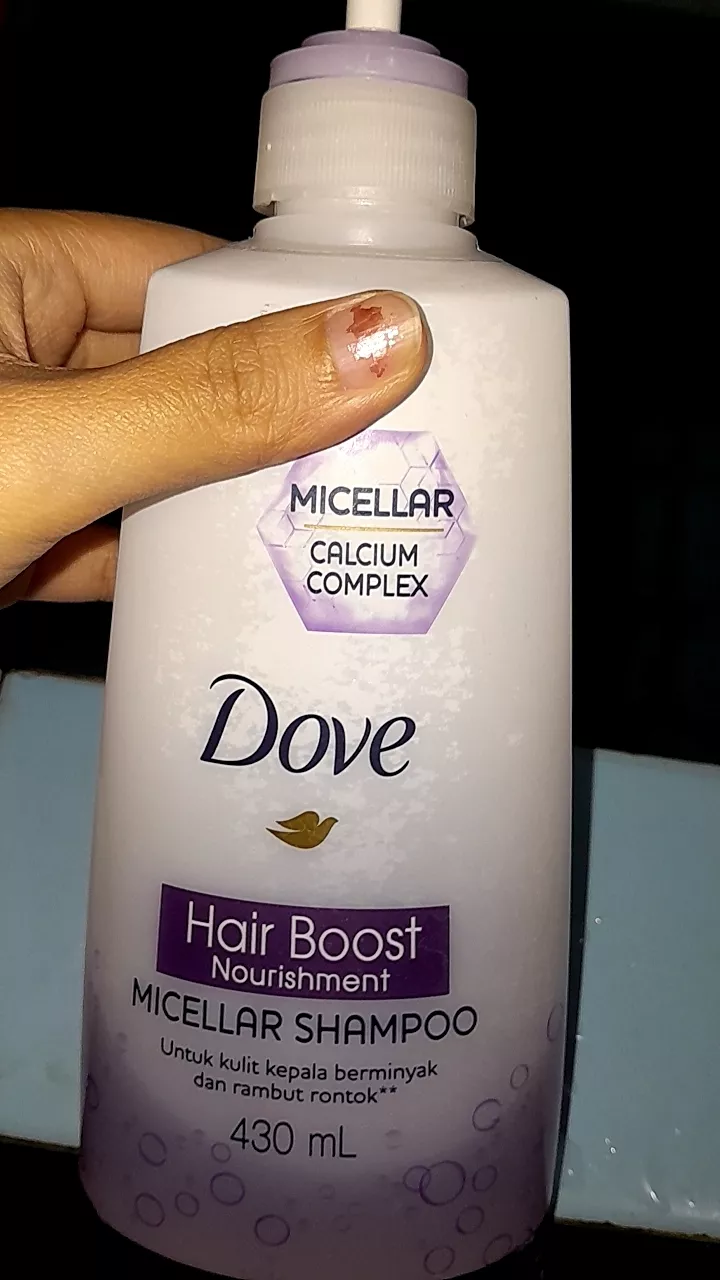 MICELLAR
CALCIUM
COMPLEX
Dove
Hair Boost
Nourishment
MICELLAR SHAMPOO
Untuk kulit kepala berminyak
dan rambut rontok**
430 mL